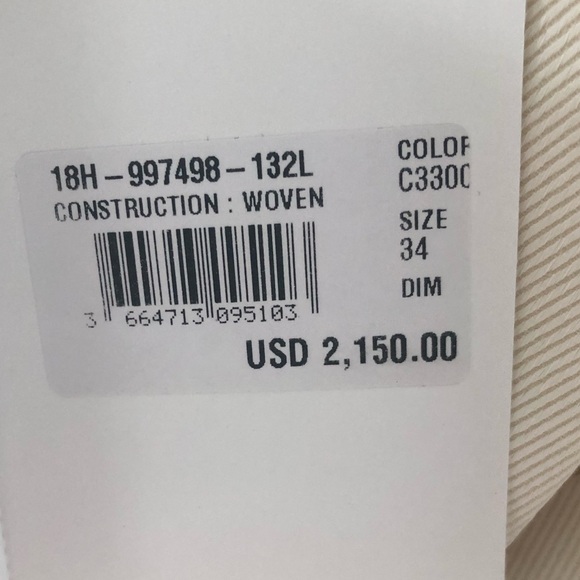 18H-997498-132L
CONSTRUCTION : WOVEN
3 664713 095103
COLOR
C3300
SIZE
34
DIM
USD 2,150.00